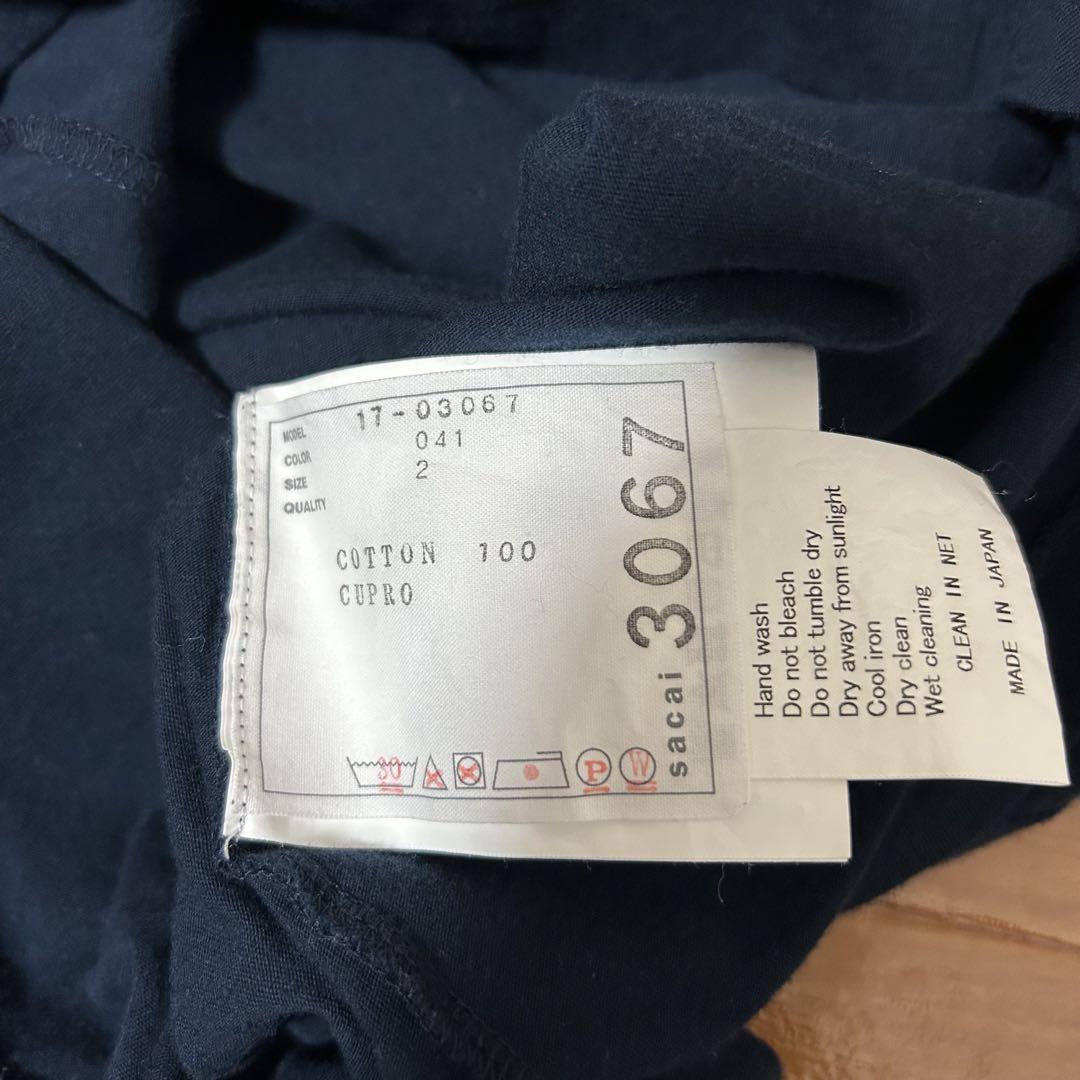 MODEL 17-03067
COLOR 041
SIZE 2
QUALITY
COTTON 100
CUPRO
30
P
W
sacai 3067
Hand wash
Do not bleach
Do not tumble dry
Dry away from sunlight
Cool iron
Dry clean
Wet cleaning
CLEAN IN NET
MADE IN JAPAN